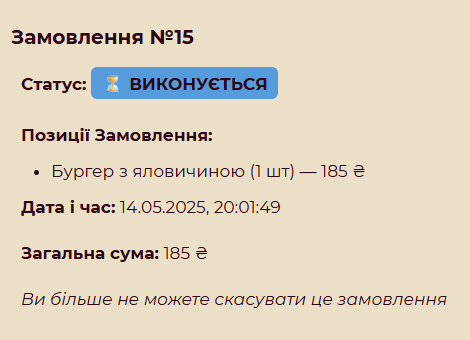 Замовлення №15
Статус: ⏳ ВИКОНУЄТЬСЯ
Позиції Замовлення:
• Бургер з яловичиною (1 шт) — 185 ₴
Дата і час: 14.05.2025, 20:01:49
Загальна сума: 185 ₴
Ви більше не можете скасувати це замовлення